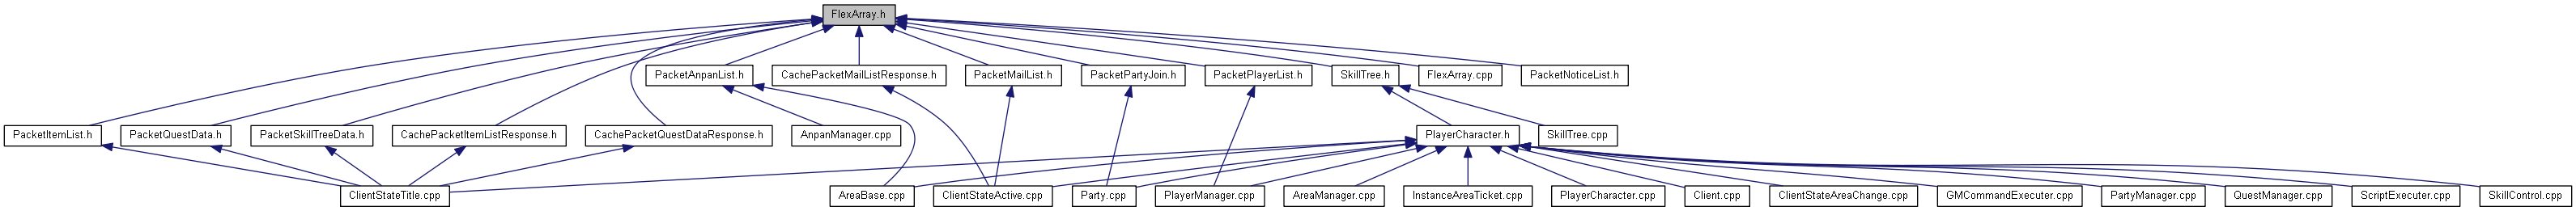 FlexArray.h
PacketAnpanList.h
CachePacketMailListResponse.h
PacketMailList.h
PacketPartyJoin.h
PacketPlayerList.h
SkillTree.h
FlexArray.cpp
PacketNoticeList.h
PacketItemList.h
PacketQuestData.h
PacketSkillTreeData.h
CachePacketItemListResponse.h
CachePacketQuestDataResponse.h
AnpanManager.cpp
PlayerCharacter.h
SkillTree.cpp
ClientStateTitle.cpp
AreaBase.cpp
ClientStateActive.cpp
Party.cpp
PlayerManager.cpp
AreaManager.cpp
InstanceAreaTicket.cpp
PlayerCharacter.cpp
Client.cpp
ClientStateAreaChange.cpp
GMCommandExecuter.cpp
PartyManager.cpp
QuestManager.cpp
ScriptExecuter.cpp
SkillControl.cpp